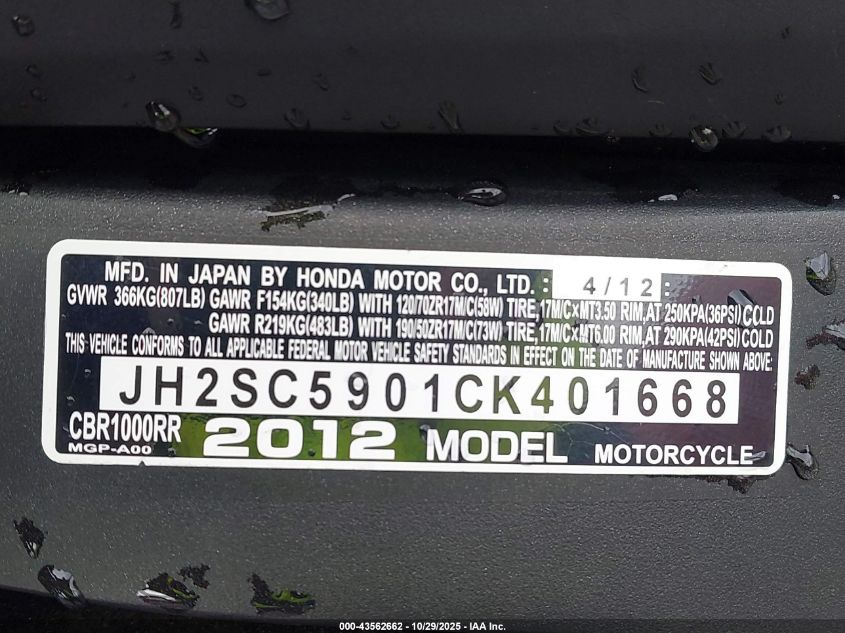 MFD. IN JAPAN BY HONDA MOTOR CO., LTD. : 4/12 :
GVWR 366KG(807LB) GAWR F154KG(340LB) WITH 120/70ZR17M/C(58W) TIRE,17M/C×MT3.50 RIM,AT 250KPA(36PSI)COLD
GAWR R219KG(483LB) WITH 190/50ZR17M/C(73W) TIRE,17M/C×MT6.00 RIM,AT 290KPA(42PSI)COLD
THIS VEHICLE CONFORMS TO ALL APPLICABLE FEDERAL MOTOR VEHICLE SAFETY STANDARDS IN EFFECT ON THE DATE OF MANUFACTURE SHOWN ABOVE.
JH2SC5901CK401668
CBR1000RR 2012 MODEL MOTORCYCLE
MGP-A00
000-43562662 - 10/29/2025 - IAA Inc.